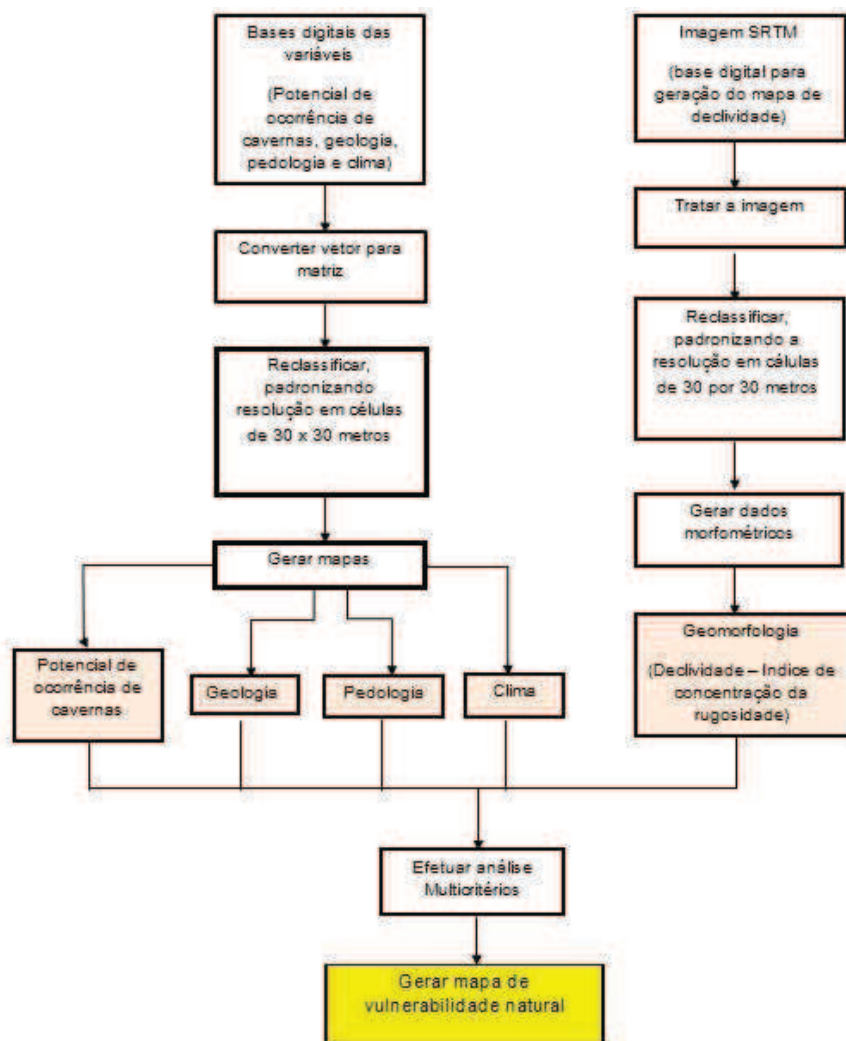 Bases digitais das
variáveis
(Potencial de
ocorrência de
cavernas, geologia,
pedologia e clima)
Converter vetor para
matriz
Reclassificar,
padronizando
resolução em células
de 30 x 30 metros
Gerar mapas
Potencial de
ocorrência de
cavernas
Geologia
Pedologia
Clima
Imagem SRTM
(base digital para
geração do mapa de
declividade)
Tratar a imagem
Reclassificar,
padronizando a
resolução em células
de 30 por 30 metros
Gerar dados
morfométricos
Geomorfologia
(Declividade – Indice de
concentração da
rugosidade)
Efetuar análise
Multicritérios
Gerar mapa de
vulnerabilidade natural